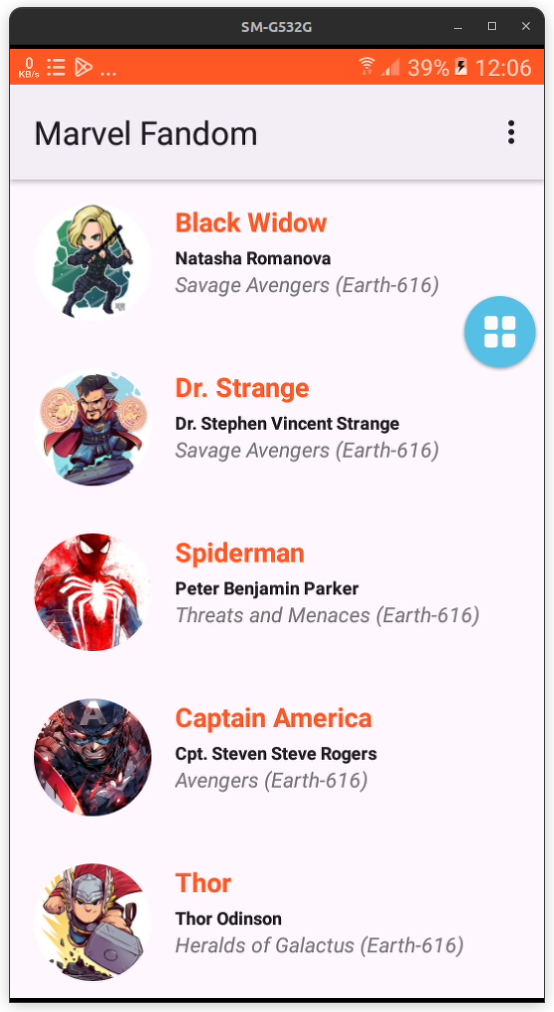 SM-G532G
0
KB/s
... 39% 12:06
Marvel Fandom
Black Widow
Natasha Romanova
Savage Avengers (Earth-616)
Dr. Strange
Dr. Stephen Vincent Strange
Savage Avengers (Earth-616)
Spiderman
Peter Benjamin Parker
Threats and Menaces (Earth-616)
A
Captain America
Cpt. Steven Steve Rogers
Avengers (Earth-616)
Thor
Thor Odinson
Heralds of Galactus (Earth-616)